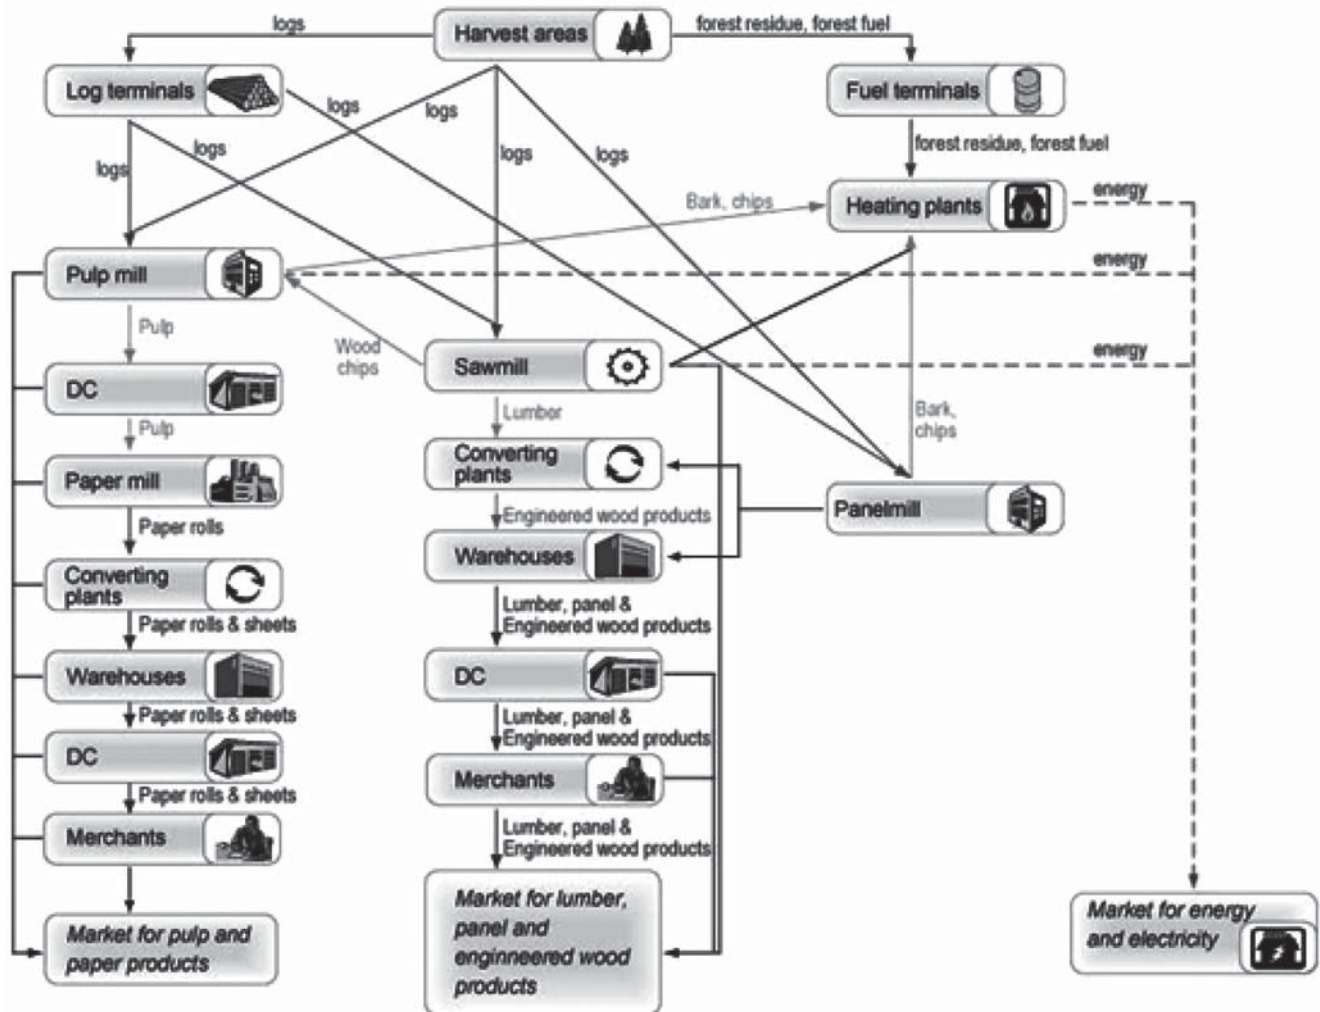 logs
Harvest areas
forest residue, forest fuel
Log terminals
Fuel terminals
logs
logs
logs
logs
logs
logs
forest residue, forest fuel
Bark, chips
Heating plants
energy
Pulp mill
energy
Pulp
Wood
chips
Sawmill
energy
DC
Lumber
Bark,
chips
Pulp
Converting
plants
Paper mill
Engineered wood products
Panelmill
Paper rolls
Warehouses
Converting
plants
Lumber, panel &
Engineered wood products
Paper rolls & sheets
Warehouses
DC
Paper rolls & sheets
Lumber, panel &
Engineered wood products
DC
Merchants
Paper rolls & sheets
Merchants
Lumber, panel &
Engineered wood products
Market for lumber,
panel and
enginneered wood
products
Market for pulp and
paper products
Market for energy
and electricity